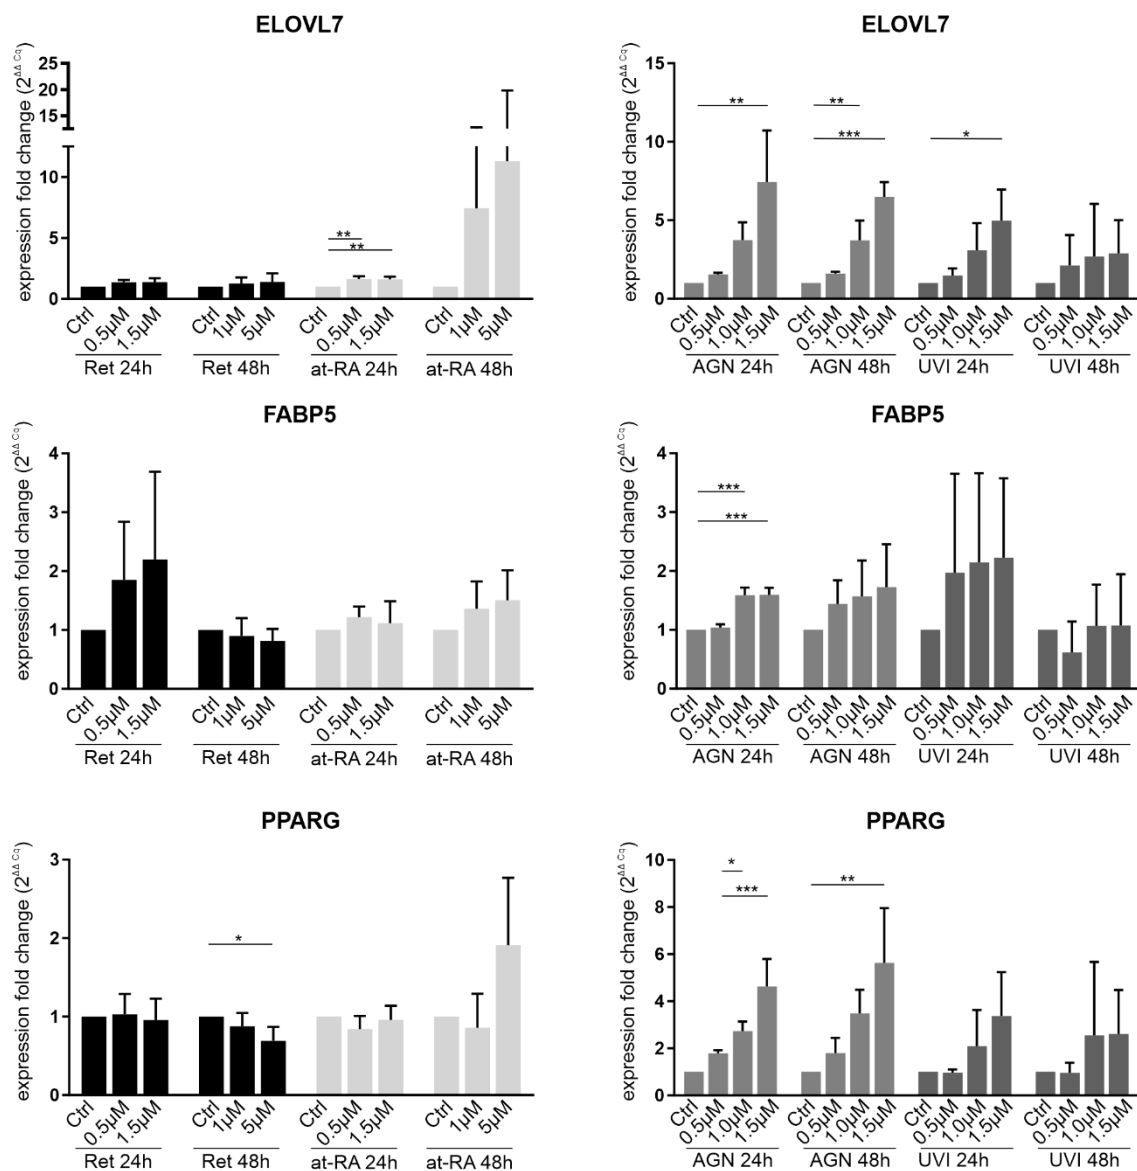 ELOVL7
expression fold change (2^ΔΔ Cq)
25
20
15
10
5
0
** 
**
Ctrl 0.5µM 1.5µM Ctrl 1µM 5µM Ctrl 0.5µM 1.5µM Ctrl 1µM 5µM
Ret 24h Ret 48h at-RA 24h at-RA 48h
ELOVL7
expression fold change (2^ΔΔ Cq)
15
10
5
0
** ** 
*** *
Ctrl 0.5µM 1.0µM 1.5µM Ctrl 0.5µM 1.0µM 1.5µM Ctrl 0.5µM 1.0µM 1.5µM Ctrl 0.5µM 1.0µM 1.5µM
AGN 24h AGN 48h UVI 24h UVI 48h
FABP5
expression fold change (2^ΔΔ Cq)
4
3
2
1
0
Ctrl 0.5µM 1.5µM Ctrl 1µM 5µM Ctrl 0.5µM 1.5µM Ctrl 1µM 5µM
Ret 24h Ret 48h at-RA 24h at-RA 48h
FABP5
expression fold change (2^ΔΔ Cq)
4
3
2
1
0
***
***
Ctrl 0.5µM 1.0µM 1.5µM Ctrl 0.5µM 1.0µM 1.5µM Ctrl 0.5µM 1.0µM 1.5µM Ctrl 0.5µM 1.0µM 1.5µM
AGN 24h AGN 48h UVI 24h UVI 48h
PPARG
expression fold change (2^ΔΔ Cq)
3
2
1
0
*
Ctrl 0.5µM 1.5µM Ctrl 1µM 5µM Ctrl 0.5µM 1.5µM Ctrl 1µM 5µM
Ret 24h Ret 48h at-RA 24h at-RA 48h
PPARG
expression fold change (2^ΔΔ Cq)
10
8
6
4
2
0
*
*** **
Ctrl 0.5µM 1.0µM 1.5µM Ctrl 0.5µM 1.0µM 1.5µM Ctrl 0.5µM 1.0µM 1.5µM Ctrl 0.5µM 1.0µM 1.5µM
AGN 24h AGN 48h UVI 24h UVI 48h